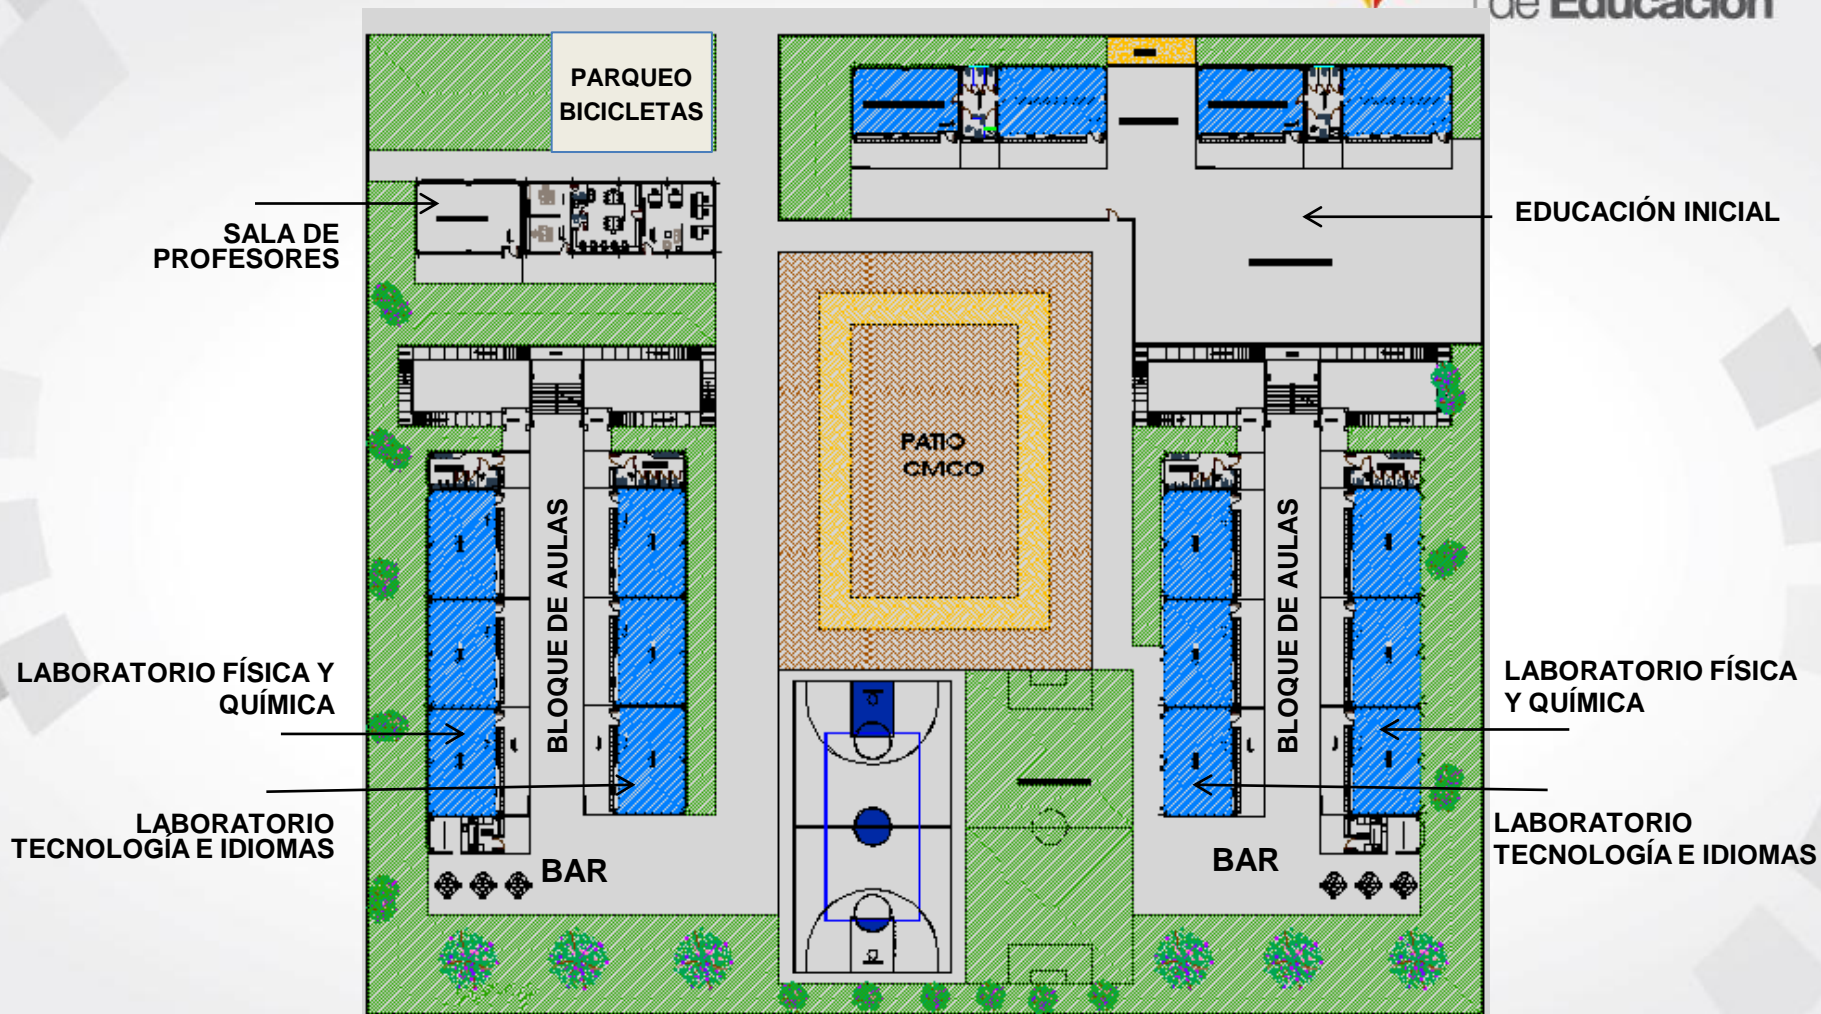 de Educación
PARQUEO
BICICLETAS
SALA DE
PROFESORES
EDUCACIÓN INICIAL
PATIO
CMCO
BLOQUE DE AULAS
BLOQUE DE AULAS
LABORATORIO FÍSICA Y
QUÍMICA
LABORATORIO FÍSICA
Y QUÍMICA
LABORATORIO
TECNOLOGÍA E IDIOMAS
LABORATORIO
TECNOLOGÍA E IDIOMAS
BAR
BAR